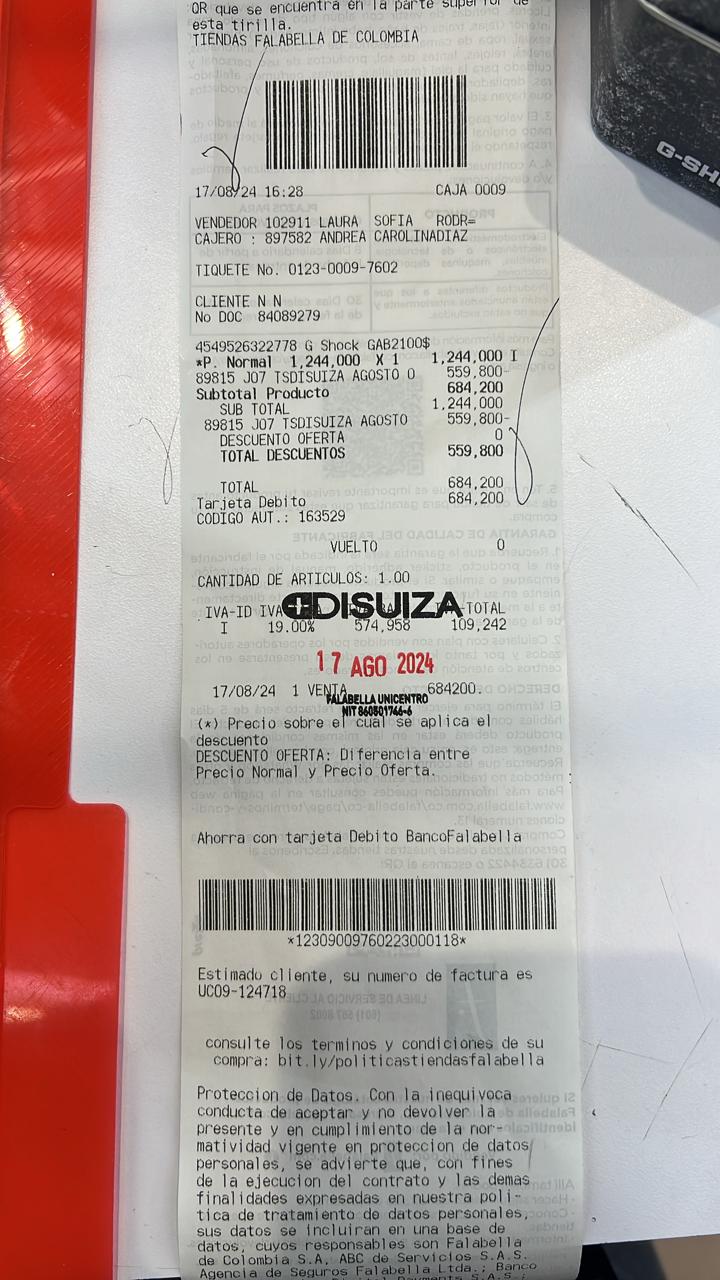 QR que se encuentra en la parte superior de
esta tirilla.
TIENDAS FALABELLA DE COLOMBIA
G-SHO
17/08/24 16:28 CAJA 0009
VENDEDOR 102911 LAURA SOFIA RODR=
CAJERO : 897582 ANDREA CAROLINADIAZ
TIQUETE No. 0123-0009-7602
CLIENTE N N
No DOC 84089279
4549526322778 G Shock GAB2100$
*P. Normal 1,244,000 X 1 1,244,000 I
89815 J07 TSDISUIZA AGOSTO 0 559,800-
Subtotal Producto 684,200
SUB TOTAL 1,244,000
89815 J07 TSDISUIZA AGOSTO 559,800-
DESCUENTO OFERTA 0
TOTAL DESCUENTOS 559,800
TOTAL 684,200
Tarjeta Debito 684,200
CODIGO AUT.: 163529
VUELTO 0
CANTIDAD DE ARTICULOS: 1.00
DISUIZA
IVA-ID IVA -TOTAL
I 19.00% 574,958 109,242
17 AGO 2024
17/08/24 1 VENTA 684200.
FALABELLA UNICENTRO
NIT 860501746-6
(*) Precio sobre el cual se aplica el
descuento
DESCUENTO OFERTA: Diferencia entre
Precio Normal y Precio Oferta.
Ahorra con tarjeta Debito BancoFalabella
*12309009760223000118*
Estimado cliente, su numero de factura es
UC09-124718
consulte los terminos y condiciones de su
compra: bit.ly/politicastiendasfalabella
Proteccion de Datos. Con la inequivoca
conducta de aceptar y no devolver la
presente y en cumplimiento de la nor-
matividad vigente en proteccion de datos
personales, se advierte que, con fines
de la ejecucion del contrato y las demas
finalidades expresadas en nuestra poli-
tica de tratamiento de datos personales,
sus datos se incluiran en una base de
datos, cuyos responsables son Falabella
de Colombia S.A. ABC de Servicios S.A.S.
Agencia de Seguros Falabella Ltda.; Banco